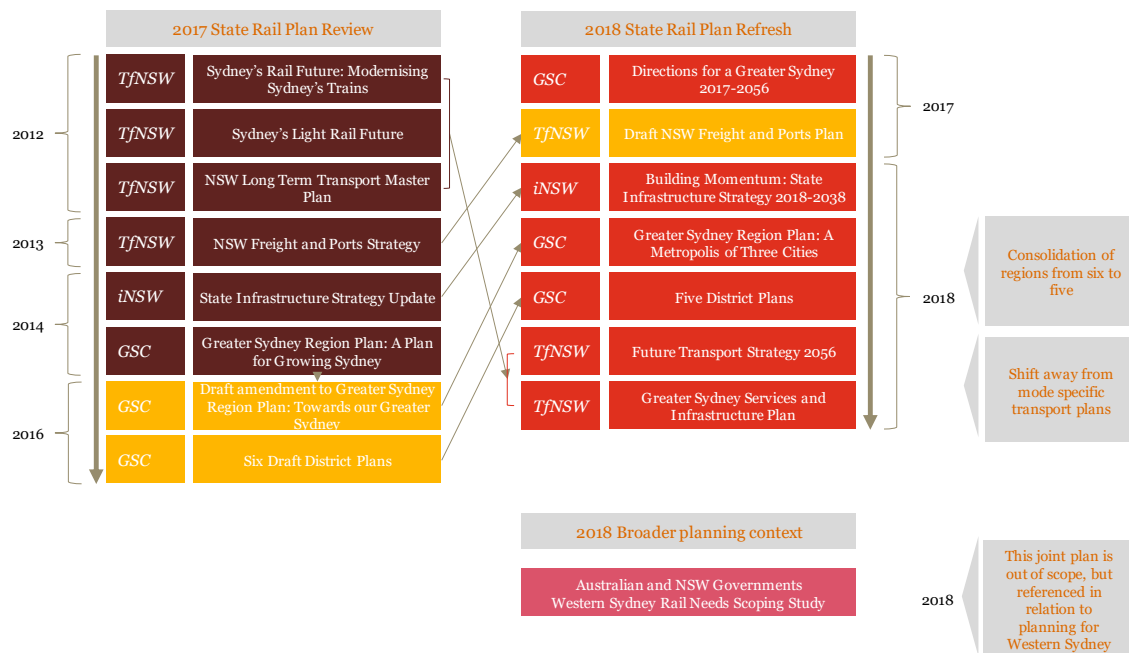 2017 State Rail Plan Review
2012
TfNSW
Sydney's Rail Future: Modernising
Sydney's Trains
TfNSW
Sydney's Light Rail Future
TfNSW
NSW Long Term Transport Master
Plan
2013
TfNSW
NSW Freight and Ports Strategy
2014
iNSW
State Infrastructure Strategy Update
GSC
Greater Sydney Region Plan: A Plan
for Growing Sydney
2016
GSC
Draft amendment to Greater Sydney
Region Plan: Towards our Greater
Sydney
GSC
Six Draft District Plans
2018 State Rail Plan Refresh
GSC
Directions for a Greater Sydney
2017-2056
2017
TfNSW
Draft NSW Freight and Ports Plan
iNSW
Building Momentum: State
Infrastructure Strategy 2018-2038
GSC
Greater Sydney Region Plan: A
Metropolis of Three Cities
GSC
Five District Plans
2018
TfNSW
Future Transport Strategy 2056
TfNSW
Greater Sydney Services and
Infrastructure Plan
Consolidation of
regions from six to
five
Shift away from
mode specific
transport plans
2018 Broader planning context
Australian and NSW Governments
Western Sydney Rail Needs Scoping Study
2018
This joint plan is
out of scope, but
referenced in
relation to
planning for
Western Sydney